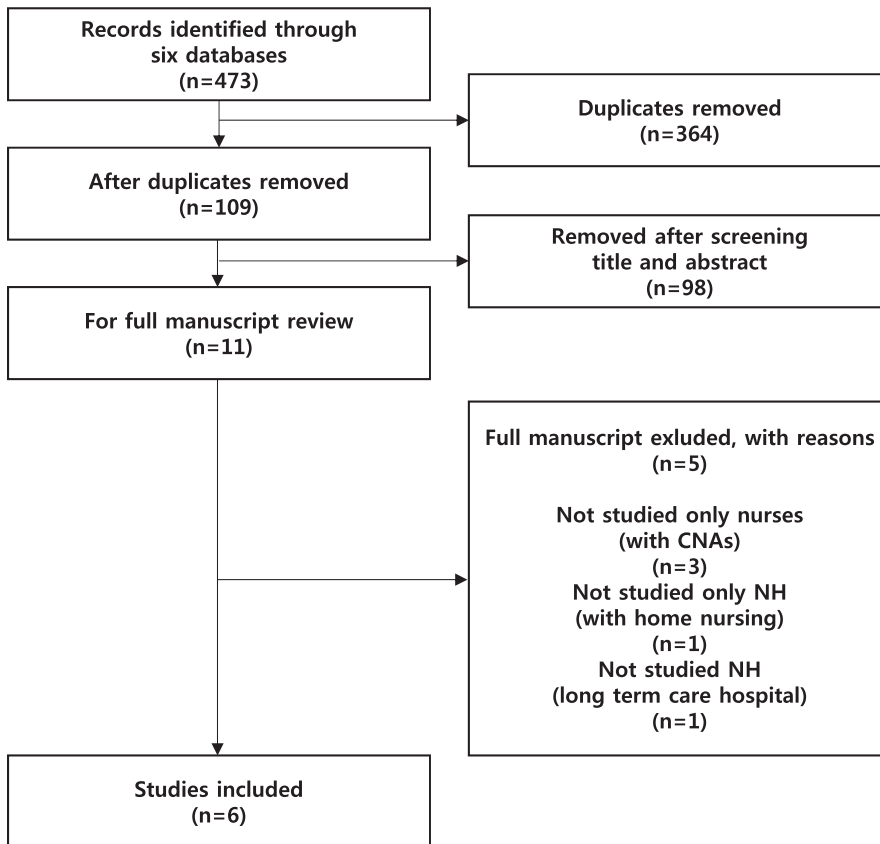 Records identified through
six databases
(n=473)
Duplicates removed
(n=364)
After duplicates removed
(n=109)
Removed after screening
title and abstract
(n=98)
For full manuscript review
(n=11)
Full manuscript exluded, with reasons
(n=5)
Not studied only nurses
(with CNAs)
(n=3)
Not studied only NH
(with home nursing)
(n=1)
Not studied NH
(long term care hospital)
(n=1)
Studies included
(n=6)